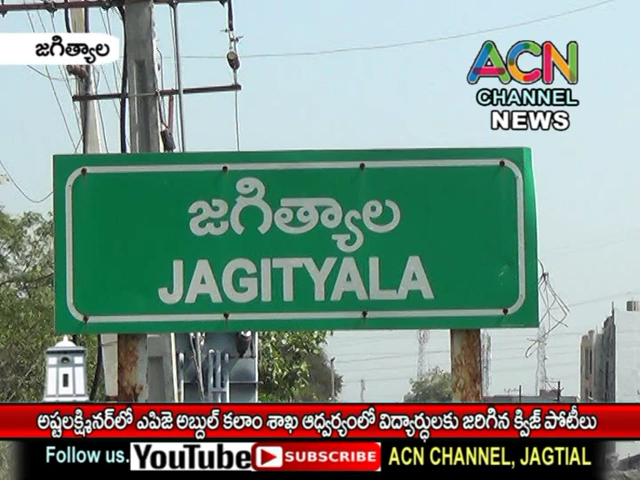 జగిత్యాల
ACN
CHANNEL
NEWS
జగిత్యాల
JAGITYALA
అష్టలక్ష్మినర్‌లో ఎపిజె అబ్దుల్ కలాం శాఖ ఆధ్వర్యంలో విద్యార్ధులకు జరిగిన క్విజ్ పోటీలు
Follow us. YouTube SUBSCRIBE ACN CHANNEL, JAGTIAL